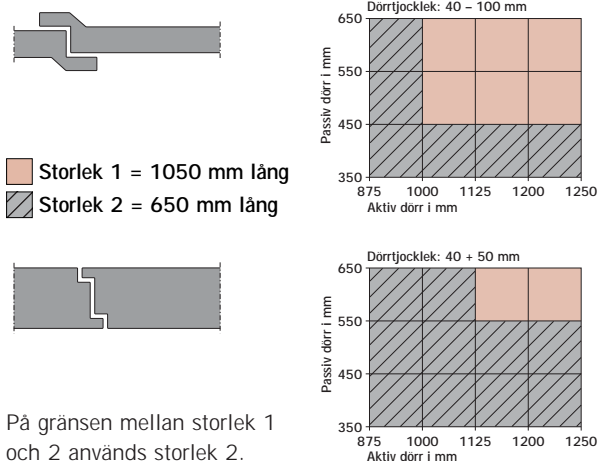 Dörrtjocklek: 40 – 100 mm
650
550
450
350
Passiv dörr i mm
875 1000 1125 1200 1250
Aktiv dörr i mm
Storlek 1 = 1050 mm lång
Storlek 2 = 650 mm lång
Dörrtjocklek: 40 + 50 mm
650
550
450
350
Passiv dörr i mm
875 1000 1125 1200 1250
Aktiv dörr i mm
På gränsen mellan storlek 1
och 2 används storlek 2.